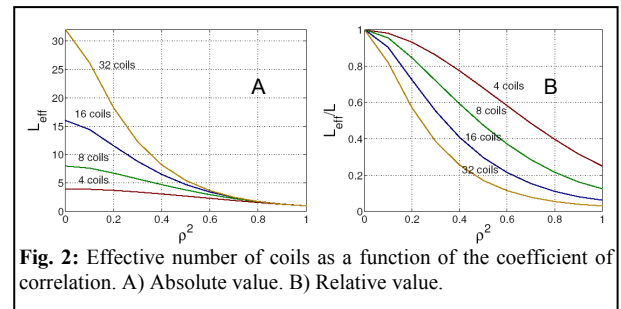 30
25
20
15
10
5
0
0
0.2
0.4
0.6
0.8
1
L_eff
ρ²
32 coils
16 coils
8 coils
4 coils
A
1
0.8
0.6
0.4
0.2
0
0
0.2
0.4
0.6
0.8
1
L_eff/L
ρ²
4 coils
8 coils
16 coils
32 coils
B
Fig. 2: Effective number of coils as a function of the coefficient of
correlation. A) Absolute value. B) Relative value.